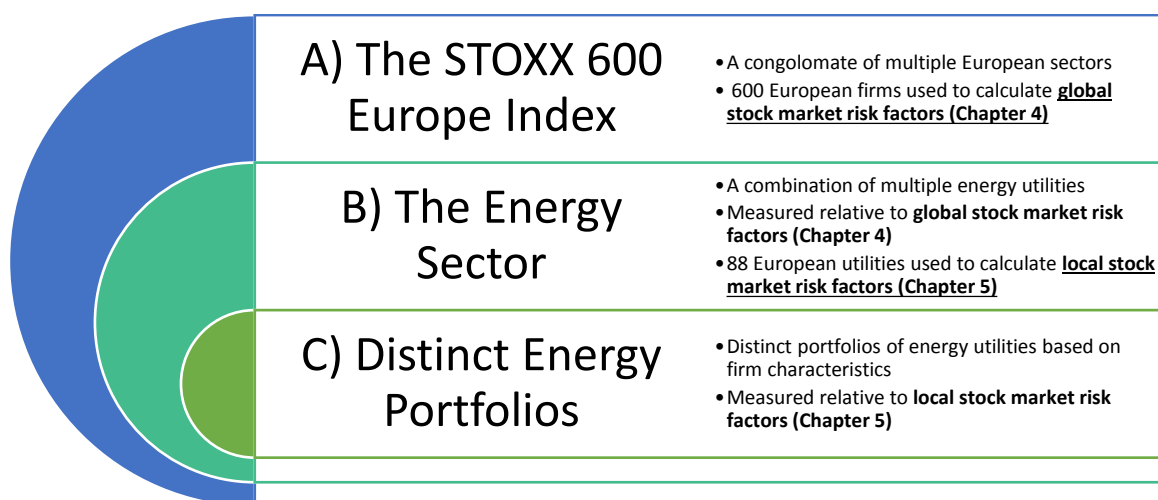 A) The STOXX 600
Europe Index
•A congolomate of multiple European sectors
• 600 European firms used to calculate global
stock market risk factors (Chapter 4)
B) The Energy
Sector
•A combination of multiple energy utilities
•Measured relative to global stock market risk
factors (Chapter 4)
•88 European utilities used to calculate local stock
market risk factors (Chapter 5)
C) Distinct Energy
Portfolios
•Distinct portfolios of energy utilities based on
firm characteristics
•Measured relative to local stock market risk
factors (Chapter 5)